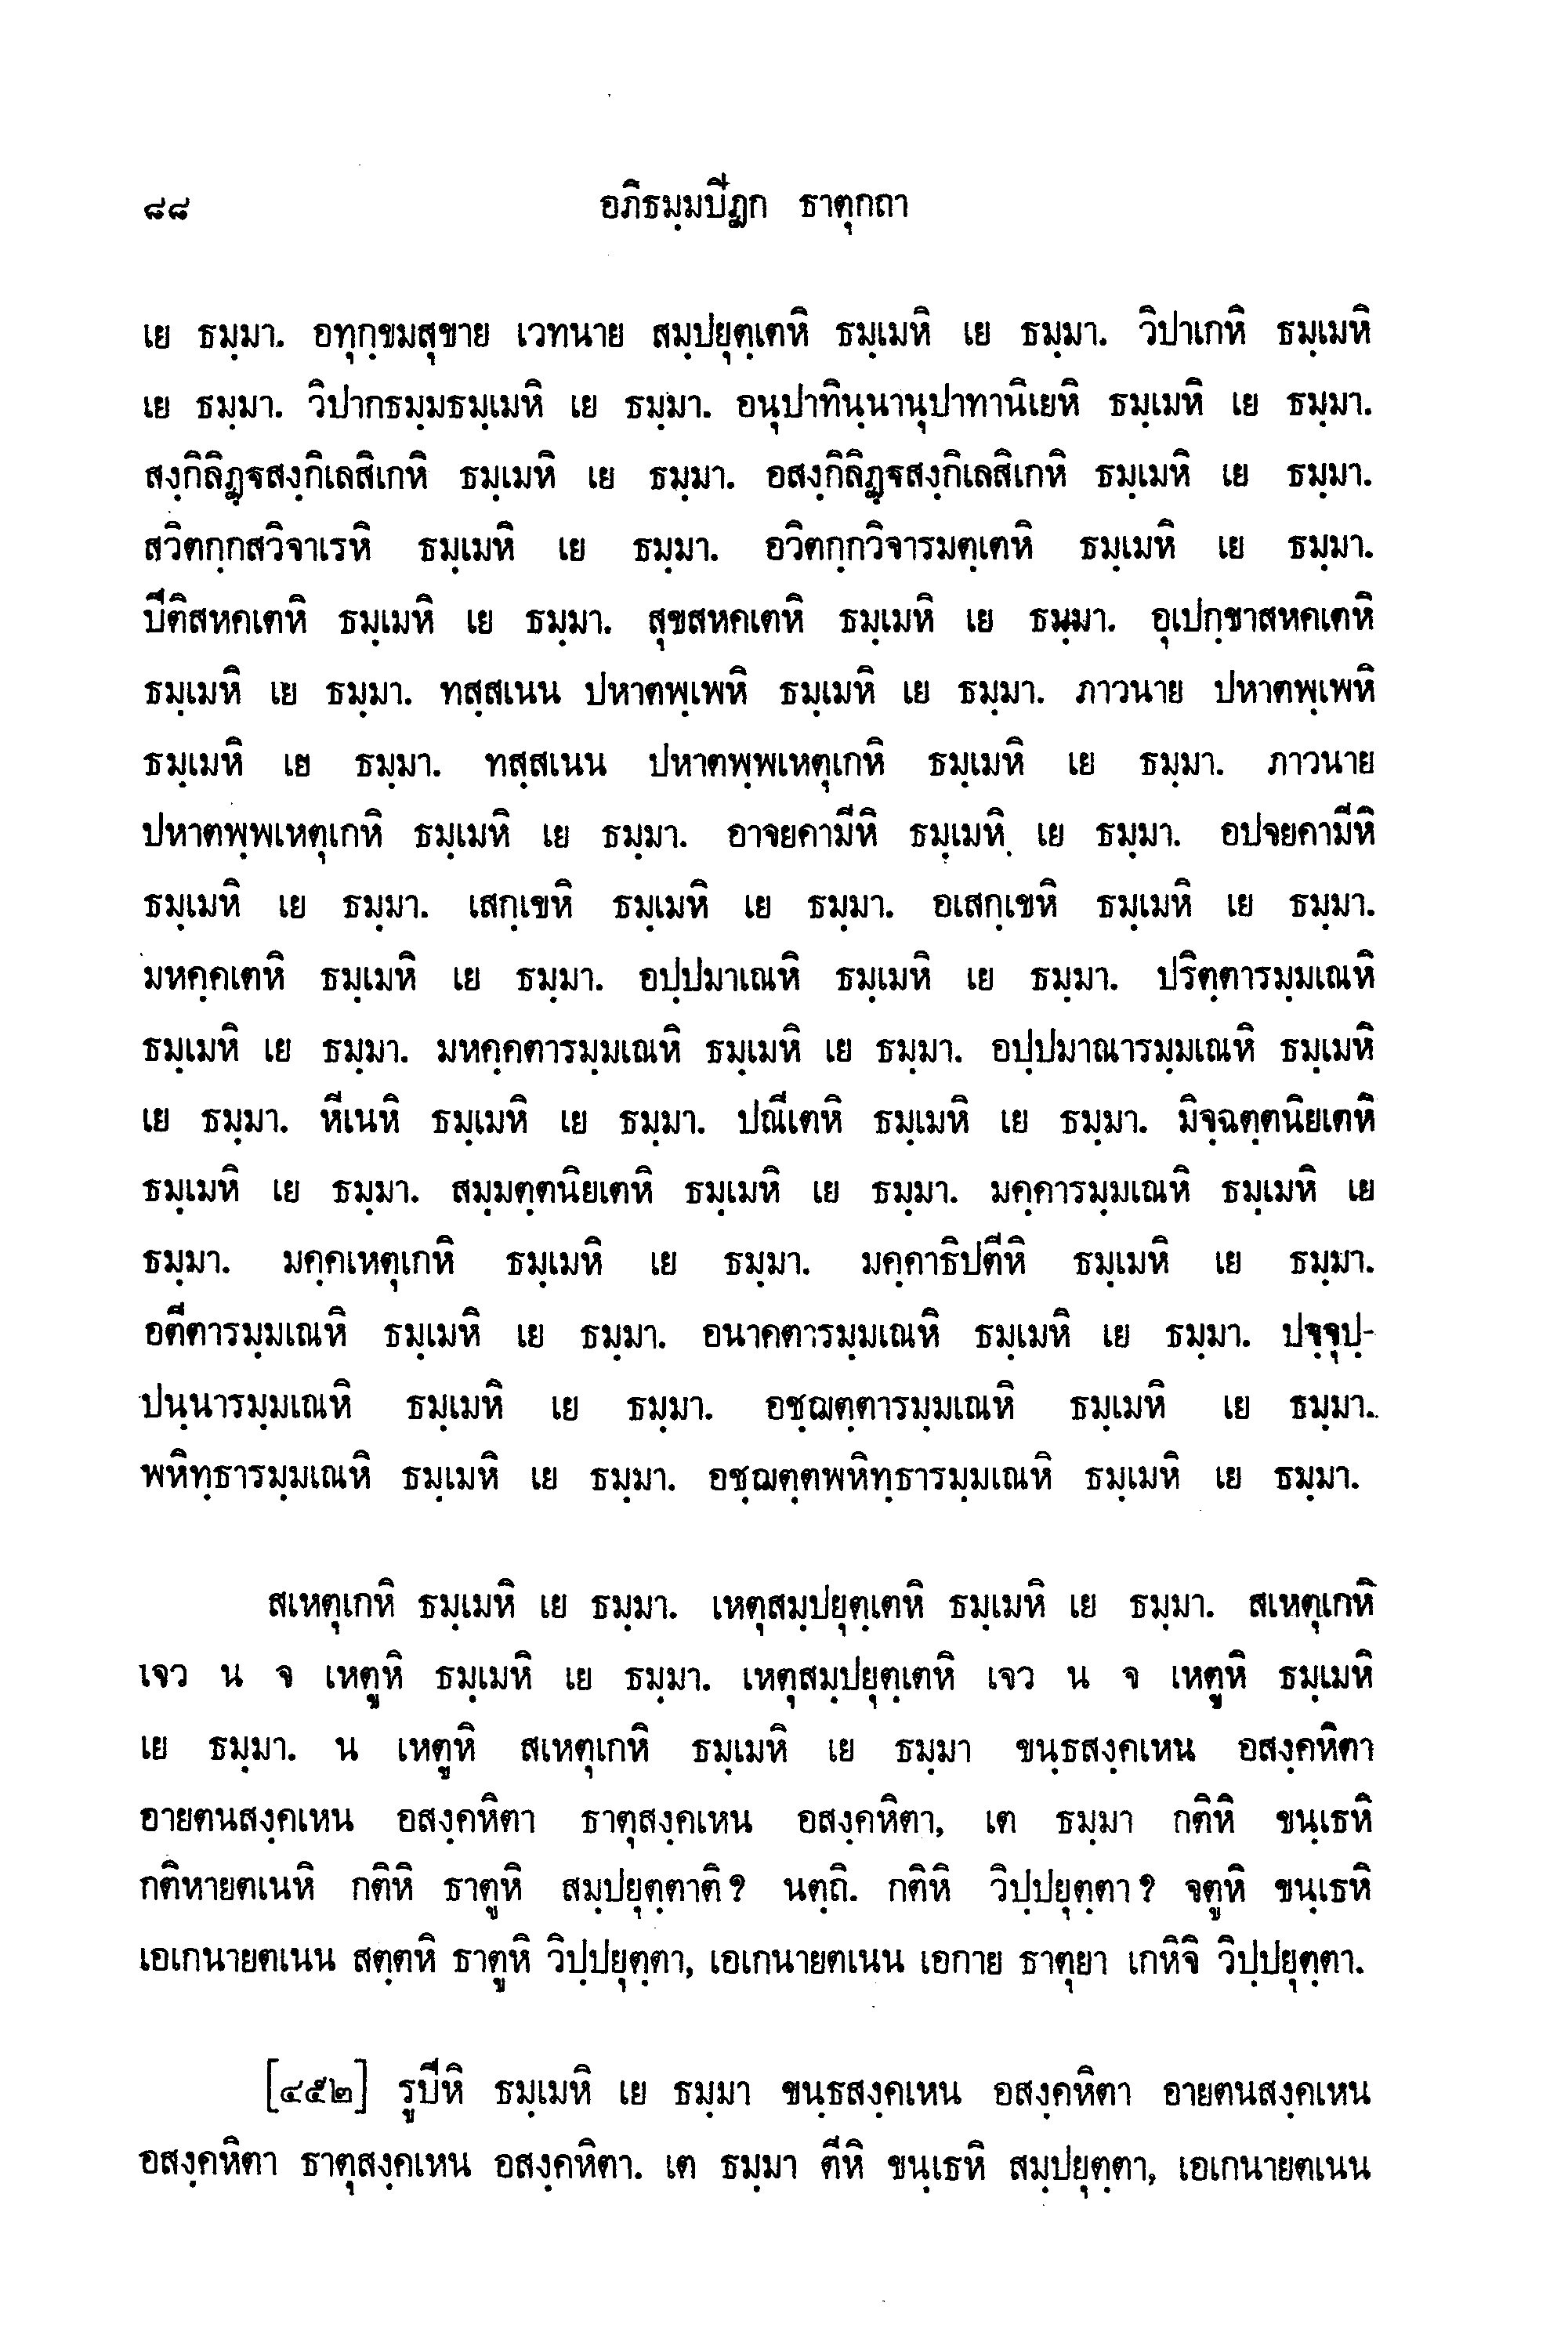 ๘๘ อภิธมฺมปิฏก ธาตุกถา
เย ธมฺมา. อทุกฺขมสุขาย เวทนาย สมฺปยุตฺเตหิ ธมฺเมหิ เย ธมฺมา. วิปาเกหิ ธมฺเมหิ
เย ธมฺมา. วิปากธมฺมธมฺเมหิ เย ธมฺมา. อนุปาทินฺนานุปาทานิเยหิ ธมฺเมหิ เย ธมฺมา.
สงฺกิลิฏฺฐสงฺกิเลสิเกหิ ธมฺเมหิ เย ธมฺมา. อสงฺกิลิฏฺฐสงฺกิเลสิเกหิ ธมฺเมหิ เย ธมฺมา.
สวิตกฺกสวิจาเรหิ ธมฺเมหิ เย ธมฺมา. อวิตกฺกวิจารมตฺเตหิ ธมฺเมหิ เย ธมฺมา.
ปีติสหคเตหิ ธมฺเมหิ เย ธมฺมา. สุขสหคเตหิ ธมฺเมหิ เย ธมฺมา. อุเปกฺขาสหคเตหิ
ธมฺเมหิ เย ธมฺมา. ทสฺสเนน ปหาตพฺเพหิ ธมฺเมหิ เย ธมฺมา. ภาวนาย ปหาตพฺเพหิ
ธมฺเมหิ เย ธมฺมา. ทสฺสเนน ปหาตพฺพเหตุเกหิ ธมฺเมหิ เย ธมฺมา. ภาวนาย
ปหาตพฺพเหตุเกหิ ธมฺเมหิ เย ธมฺมา. อาจยคามีหิ ธมฺเมหิ เย ธมฺมา. อปจยคามีหิ
ธมฺเมหิ เย ธมฺมา. เสกฺเขหิ ธมฺเมหิ เย ธมฺมา. อเสกฺเขหิ ธมฺเมหิ เย ธมฺมา.
มหคฺคเตหิ ธมฺเมหิ เย ธมฺมา. อปฺปมาเณหิ ธมฺเมหิ เย ธมฺมา. ปริตฺตารมฺมเณหิ
ธมฺเมหิ เย ธมฺมา. มหคฺคตารมฺมเณหิ ธมฺเมหิ เย ธมฺมา. อปฺปมาณารมฺมเณหิ ธมฺเมหิ
เย ธมฺมา. หีเนหิ ธมฺเมหิ เย ธมฺมา. ปณีเตหิ ธมฺเมหิ เย ธมฺมา. มิจฺฉตฺตนิยเตหิ
ธมฺเมหิ เย ธมฺมา. สมฺมตฺตนิยเตหิ ธมฺเมหิ เย ธมฺมา. มคฺคารมฺมเณหิ ธมฺเมหิ เย
ธมฺมา. มคฺคเหตุเกหิ ธมฺเมหิ เย ธมฺมา. มคฺคาธิปตีหิ ธมฺเมหิ เย ธมฺมา.
อตีตารมฺมเณหิ ธมฺเมหิ เย ธมฺมา. อนาคตารมฺมเณหิ ธมฺเมหิ เย ธมฺมา. ปจฺจุปฺ-
ปนฺนารมฺมเณหิ ธมฺเมหิ เย ธมฺมา. อชฺฌตฺตารมฺมเณหิ ธมฺเมหิ เย ธมฺมา.
พหิทฺธารมฺมเณหิ ธมฺเมหิ เย ธมฺมา. อชฺฌตฺตพหิทฺธารมฺมเณหิ ธมฺเมหิ เย ธมฺมา.
สเหตุเกหิ ธมฺเมหิ เย ธมฺมา. เหตุสมฺปยุตฺเตหิ ธมฺเมหิ เย ธมฺมา. สเหตุเกหิ
เจว น จ เหตูหิ ธมฺเมหิ เย ธมฺมา. เหตุสมฺปยุตฺเตหิ เจว น จ เหตูหิ ธมฺเมหิ
เย ธมฺมา. น เหตูหิ สเหตุเกหิ ธมฺเมหิ เย ธมฺมา ขนฺธสงฺคเหน อสงฺคหิตา
อายตนสงฺคเหน อสงฺคหิตา ธาตุสงฺคเหน อสงฺคหิตา, เต ธมฺมา กติหิ ขนฺเธหิ
กติหายตเนหิ กติหิ ธาตูหิ สมฺปยุตฺตาติ? นตฺถิ. กติหิ วิปฺปยุตฺตา? จตูหิ ขนฺเธหิ
เอเกนายตเนน สตฺตหิ ธาตูหิ วิปฺปยุตฺตา, เอเกนายตเนน เอกาย ธาตุยา เกหิจิ วิปฺปยุตฺตา.
[๔๕๒] รูปีหิ ธมฺเมหิ เย ธมฺมา ขนฺธสงฺคเหน อสงฺคหิตา อายตนสงฺคเหน
อสงฺคหิตา ธาตุสงฺคเหน อสงฺคหิตา. เต ธมฺมา ตีหิ ขนฺเธหิ สมฺปยุตฺตา, เอเกนายตเนน